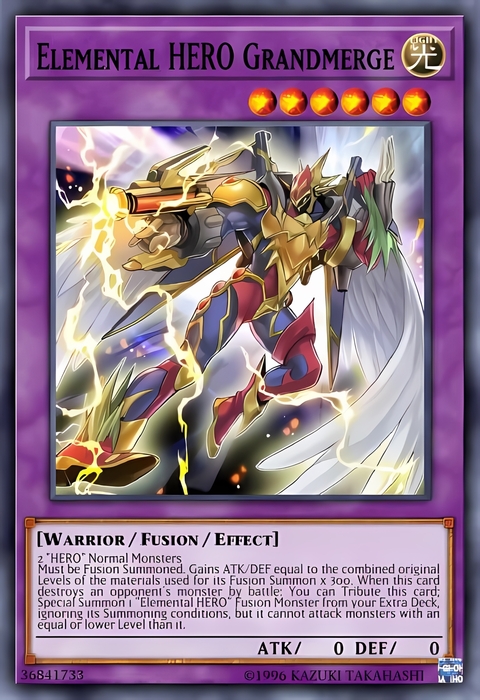 Elemental HERO Grandmerge
LIGHT
光
[Warrior / Fusion / Effect]
2 "HERO" Normal Monsters
Must be Fusion Summoned. Gains ATK/DEF equal to the combined original
Levels of the materials used for its Fusion Summon x 300. When this card
destroys an opponent's monster by battle: You can Tribute this card;
Special Summon 1 "Elemental HERO" Fusion Monster from your Extra Deck,
ignoring its Summoning conditions, but it cannot attack monsters with an
equal or lower Level than it.
ATK/ 0 DEF/ 0
36841733
©1996 KAZUKI TAKAHASHI